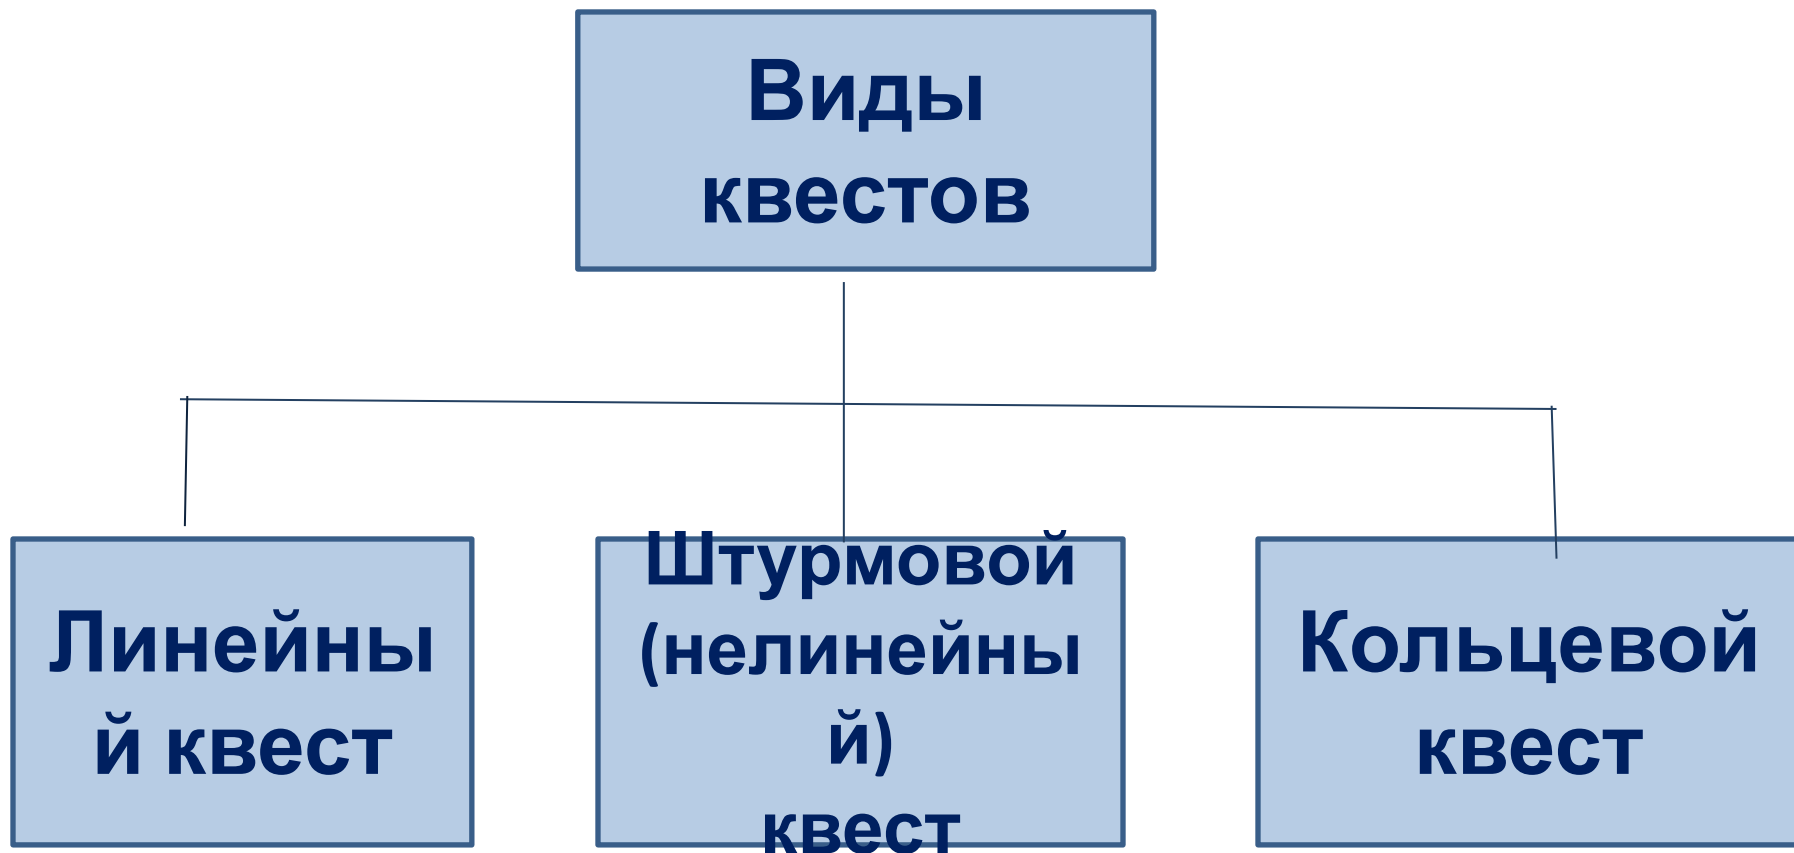 Виды
квестов
Линейны
й квест
Штурмовой
(нелинейны
й)
квест
Кольцевой
квест